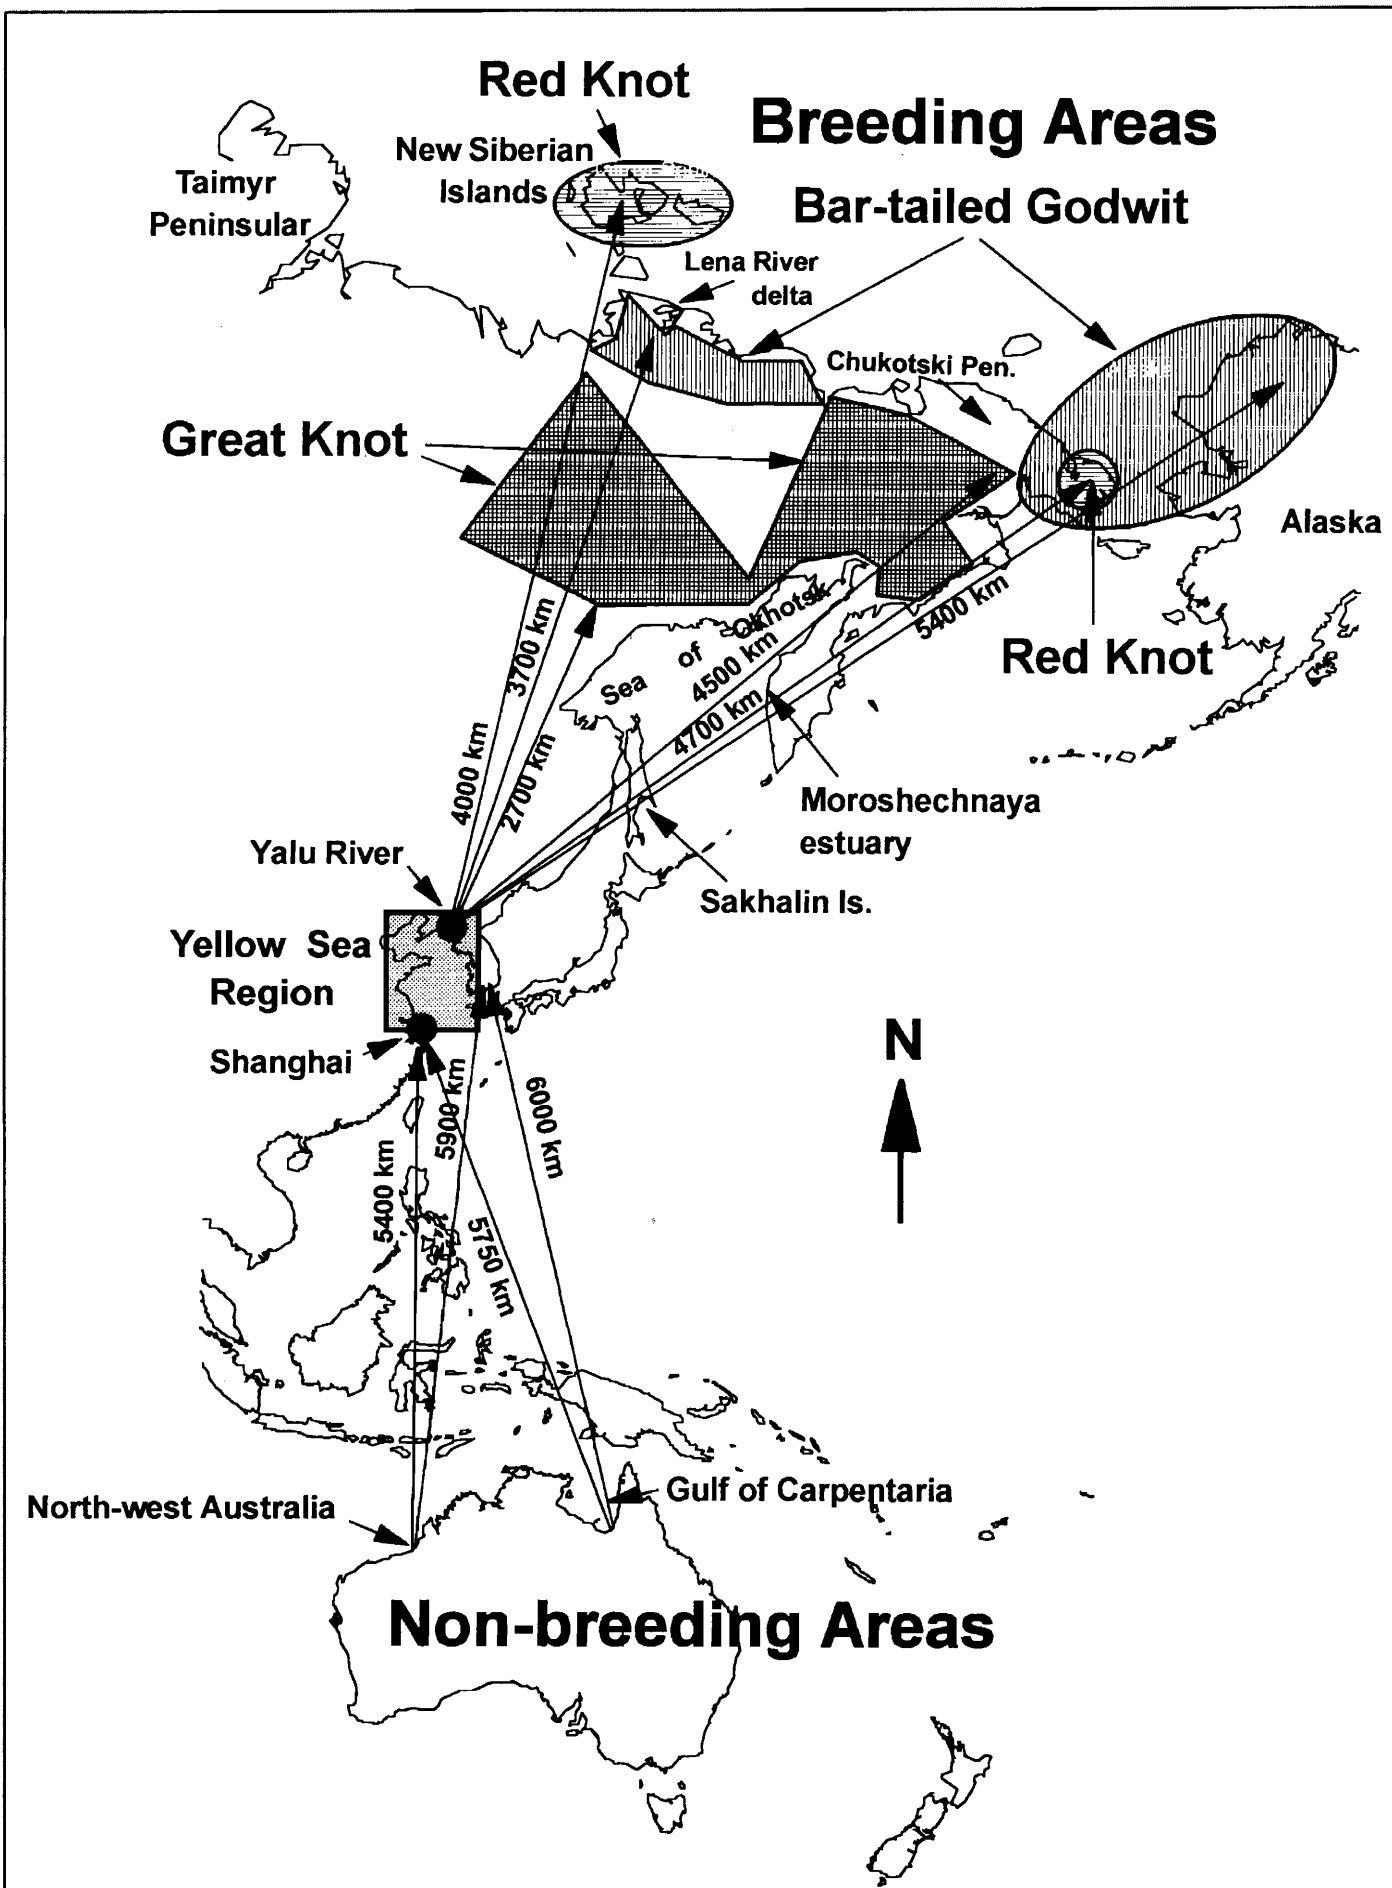 Red Knot
Breeding Areas
New Siberian
Islands
Taimyr
Peninsular
Bar-tailed Godwit
Lena River
delta
Chukotski Pen.
Great Knot
Alaska
Red Knot
Sea of Okhotsk
4000 km
3700 km
2700 km
4500 km
4700 km
5400 km
Moroshechnaya
estuary
Sakhalin Is.
Yalu River
Yellow Sea
Region
Shanghai
N
5400 km
5900 km
5750 km
6000 km
North-west Australia
Gulf of Carpentaria
Non-breeding Areas